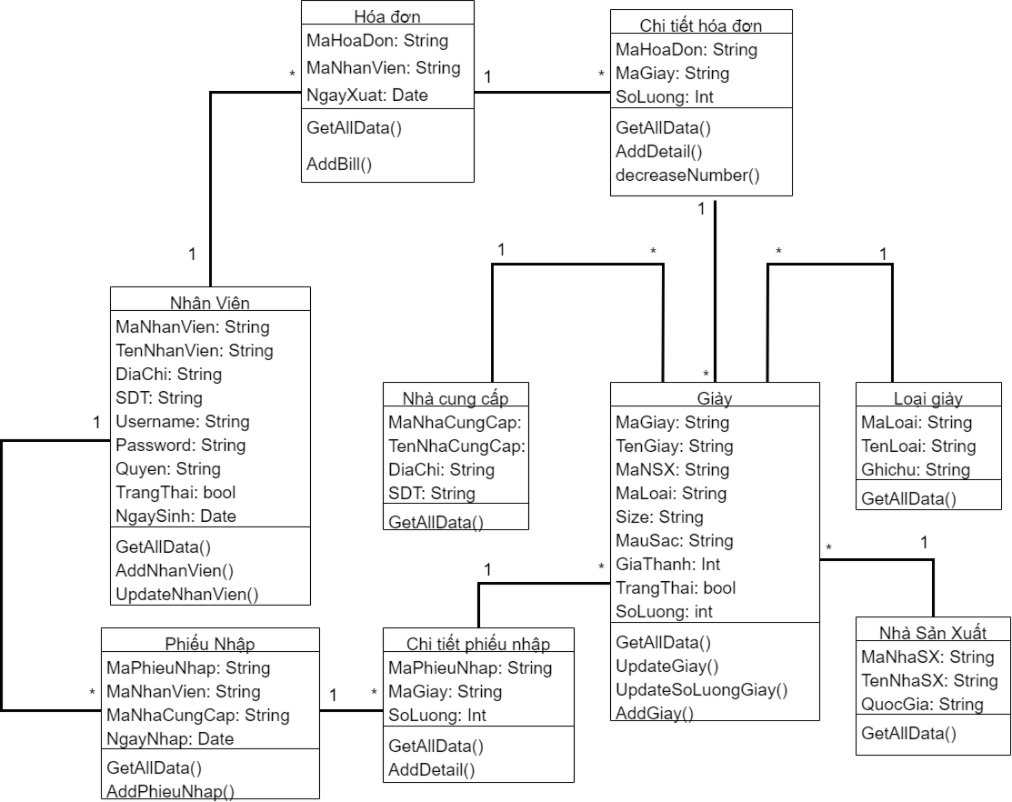 Hóa đơn
MaHoaDon: String
MaNhanVien: String
NgayXuat: Date
GetAllData()
AddBill()
*
1
*
Chi tiết hóa đơn
MaHoaDon: String
MaGiay: String
SoLuong: Int
GetAllData()
AddDetail()
decreaseNumber()
1
1
1
*
*
1
*
Nhân Viên
MaNhanVien: String
TenNhanVien: String
DiaChi: String
SDT: String
Username: String
Password: String
Quyen: String
TrangThai: bool
NgaySinh: Date
GetAllData()
AddNhanVien()
UpdateNhanVien()
1
Nhà cung cấp
MaNhaCungCap:
TenNhaCungCap:
DiaChi: String
SDT: String
GetAllData()
Giày
MaGiay: String
TenGiay: String
MaNSX: String
MaLoai: String
Size: String
MauSac: String
GiaThanh: Int
TrangThai: bool
SoLuong: int
GetAllData()
UpdateGiay()
UpdateSoLuongGiay()
AddGiay()
Loại giày
MaLoai: String
TenLoai: String
Ghichu: String
GetAllData()
1
*
*
1
Phiếu Nhập
MaPhieuNhap: String
MaNhanVien: String
MaNhaCungCap: String
NgayNhap: Date
GetAllData()
AddPhieuNhap()
*
1
*
Chi tiết phiếu nhập
MaPhieuNhap: String
MaGiay: String
SoLuong: Int
GetAllData()
AddDetail()
Nhà Sản Xuất
MaNhaSX: String
TenNhaSX: String
QuocGia: String
GetAllData()